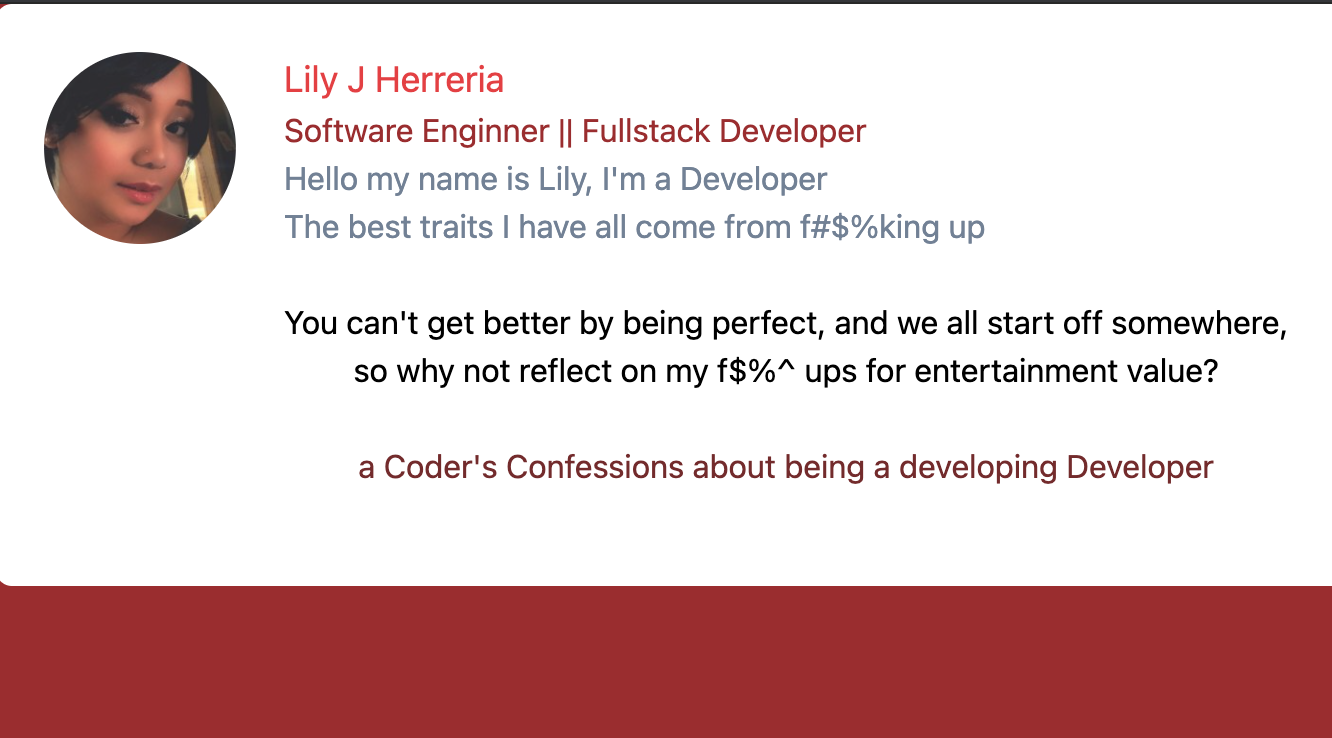 Lily J Herreria
Software Enginner || Fullstack Developer
Hello my name is Lily, I'm a Developer
The best traits I have all come from f#$%king up
You can't get better by being perfect, and we all start off somewhere,
so why not reflect on my f$%^ ups for entertainment value?
a Coder's Confessions about being a developing Developer